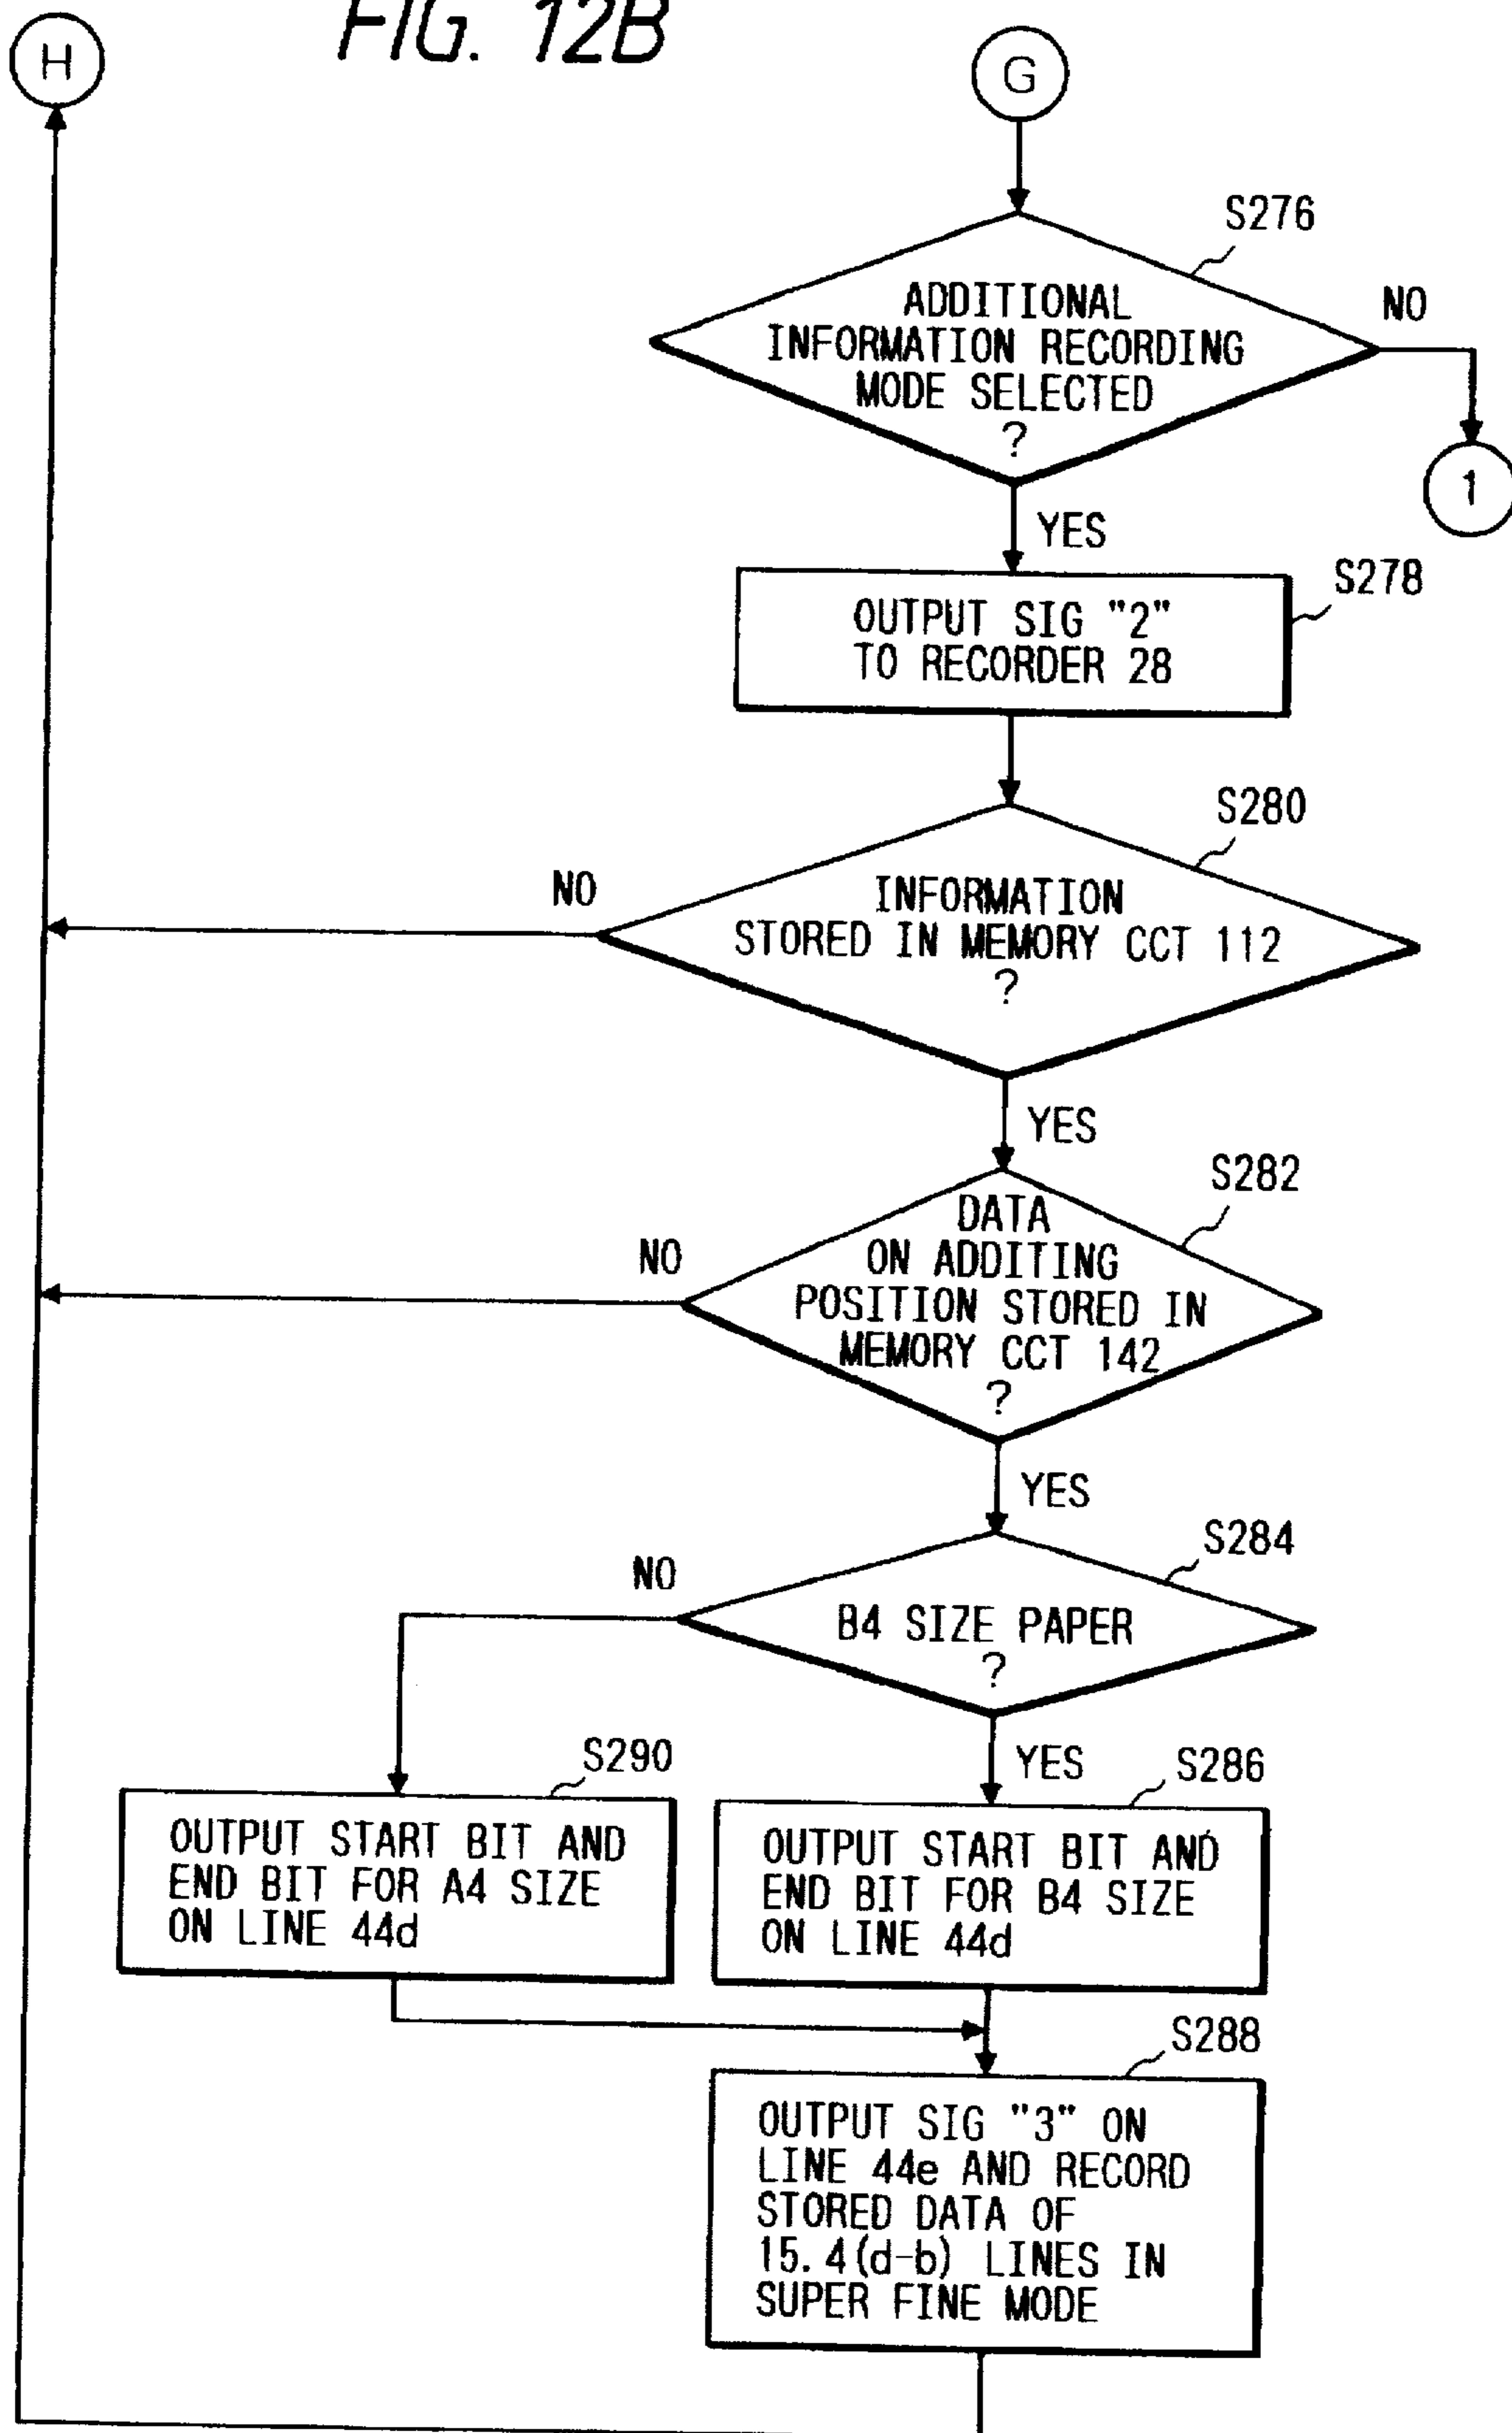 FIG. 12B
H
G
S276
ADDITIONAL
INFORMATION RECORDING
MODE SELECTED
?
NO
1
YES
S278
OUTPUT SIG "2"
TO RECORDER 28
S280
NO
INFORMATION
STORED IN MEMORY CCT 112
?
YES
S282
NO
DATA
ON ADDITING
POSITION STORED IN
MEMORY CCT 142
?
YES
S284
NO
B4 SIZE PAPER
?
YES
S290
OUTPUT START BIT AND
END BIT FOR A4 SIZE
ON LINE 44d
S286
OUTPUT START BIT AND
END BIT FOR B4 SIZE
ON LINE 44d
S288
OUTPUT SIG "3" ON
LINE 44e AND RECORD
STORED DATA OF
15.4(d-b) LINES IN
SUPER FINE MODE